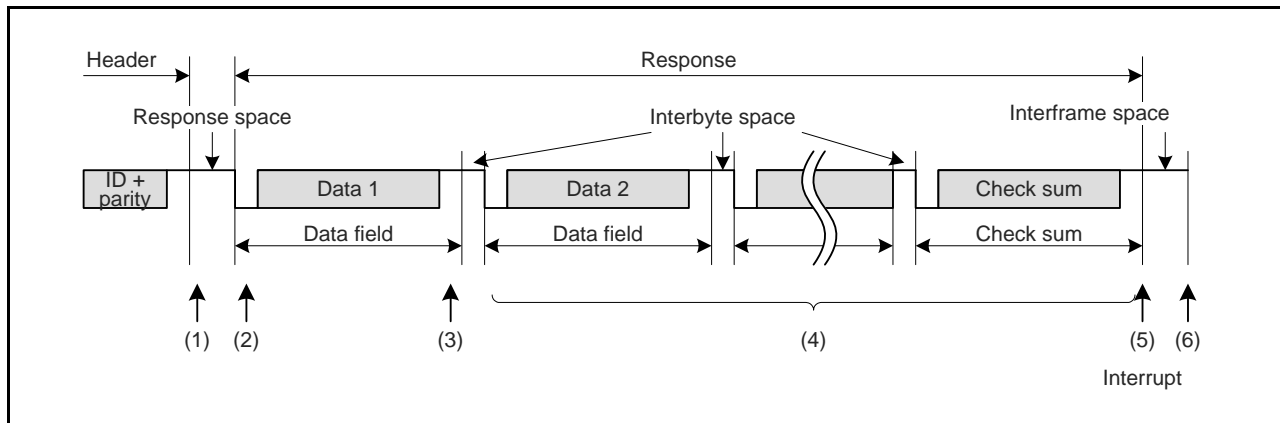 Header
Response
Response space
Interbyte space
Interframe space
ID +
parity
Data 1
Data 2
Check sum
Data field
Data field
Check sum
(1)
(2)
(3)
(4)
(5)
(6)
Interrupt